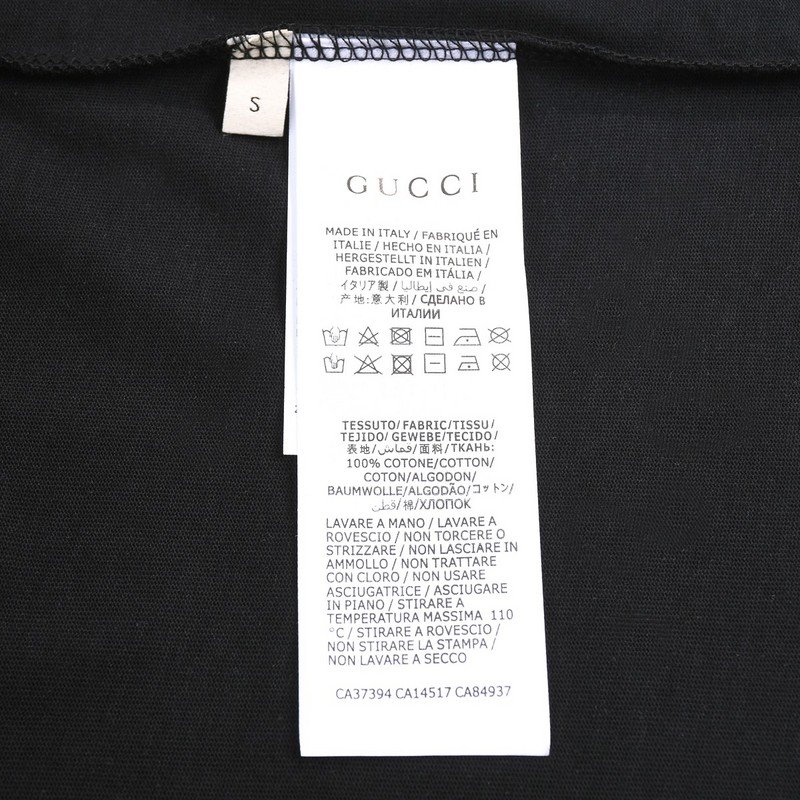 S
GUCCI
MADE IN ITALY / FABRIQUÉ EN
ITALIE / HECHO EN ITALIA /
HERGESTELLT IN ITALIEN /
FABRICADO EM ITÁLIA /
イタリア製 / صنع في إيطاليا /
产地:意大利 / СДЕЛАНО В
ИТАЛИИ
TESSUTO/FABRIC/TISSU/
TEJIDO/GEWEBE/TECIDO/
表地/قماش/面料/ТКАНЬ:
100% COTONE/COTTON/
COTON/ALGODON/
BAUMWOLLE/ALGODÃO/コットン/
قطن/棉/ХЛОПОК
LAVARE A MANO / LAVARE A
ROVESCIO / NON TORCERE O
STRIZZARE / NON LASCIARE IN
AMMOLLO / NON TRATTARE
CON CLORO / NON USARE
ASCIUGATRICE / ASCIUGARE
IN PIANO / STIRARE A
TEMPERATURA MASSIMA 110
°C / STIRARE A ROVESCIO /
NON STIRARE LA STAMPA /
NON LAVARE A SECCO
CA37394 CA14517 CA84937